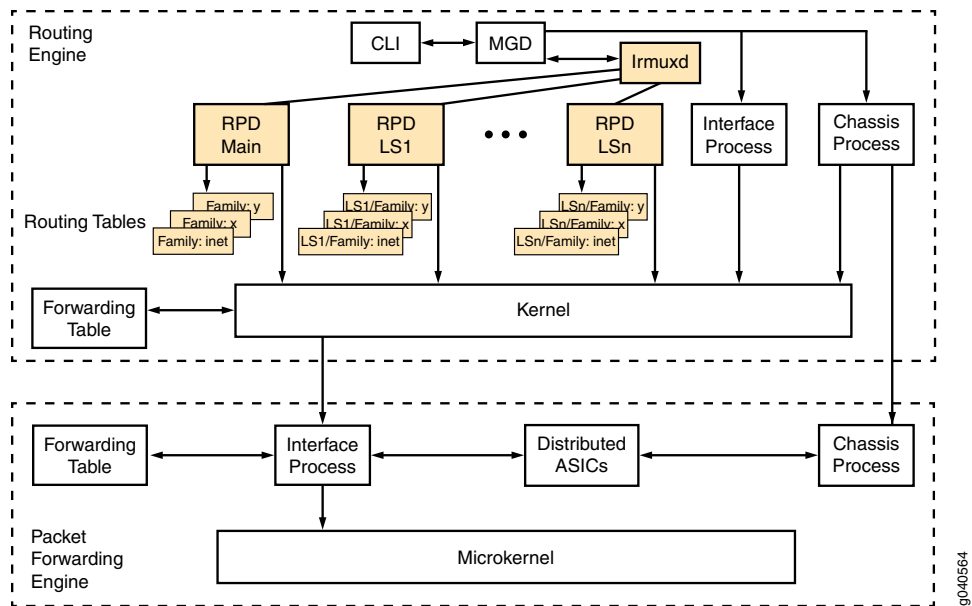 Routing
Engine
CLI
MGD
Irmuxd
RPD
Main
RPD
LS1
RPD
LSn
Interface
Process
Chassis
Process
Routing Tables
Family: y
Family: x
Family: inet
LS1/Family: y
LS1/Family: x
LS1/Family: inet
LSn/Family: y
LSn/Family: x
LSn/Family: inet
Forwarding
Table
Kernel
Forwarding
Table
Interface
Process
Distributed
ASICs
Chassis
Process
Packet
Forwarding
Engine
Microkernel
g040564